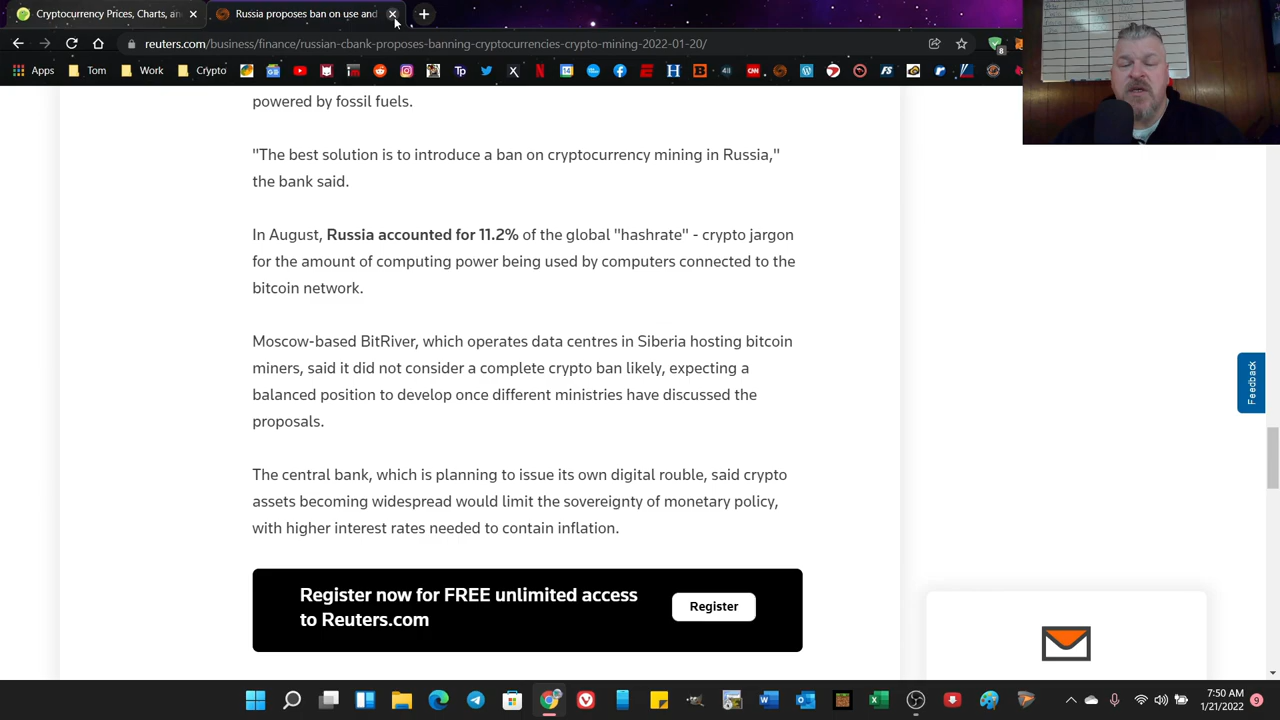 Cryptocurrency Prices, Charts, an
Russia proposes ban on use and
reuters.com/business/finance/russian-cbank-proposes-banning-cryptocurrencies-crypto-mining-2022-01-20/
8
Apps
Tom
Work
Crypto
powered by fossil fuels.
"The best solution is to introduce a ban on cryptocurrency mining in Russia,"
the bank said.
In August, Russia accounted for 11.2% of the global "hashrate" - crypto jargon
for the amount of computing power being used by computers connected to the
bitcoin network.
Moscow-based BitRiver, which operates data centres in Siberia hosting bitcoin
miners, said it did not consider a complete crypto ban likely, expecting a
balanced position to develop once different ministries have discussed the
proposals.
The central bank, which is planning to issue its own digital rouble, said crypto
assets becoming widespread would limit the sovereignty of monetary policy,
with higher interest rates needed to contain inflation.
Register now for FREE unlimited access
to Reuters.com
Register
Feedback
7:50 AM
1/21/2022
9